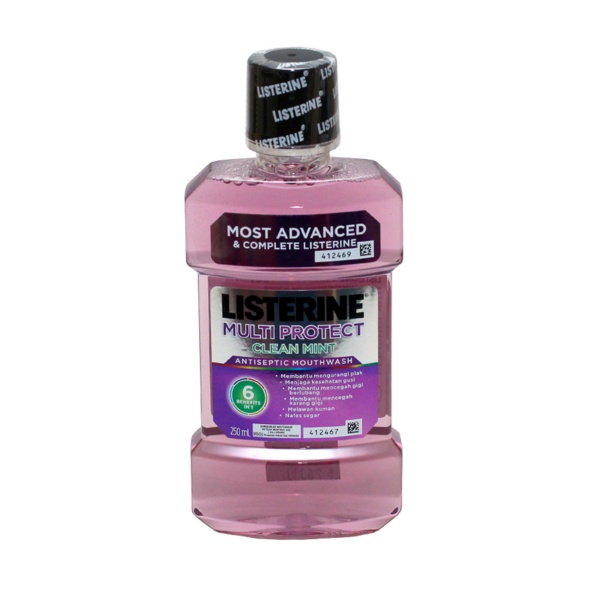 LISTERINE®
LISTERINE®
LISTERINE®
MOST ADVANCED
& COMPLETE LISTERINE
412469
LISTERINE®
MULTI PROTECT
CLEAN MINT
ANTISEPTIC MOUTHWASH
6
BENEFITS
IN 1
• Membantu mengurangi plak
• Menjaga kesehatan gusi
• Membantu mencegah gigi
berlubang
• Membantu mencegah
karang gigi
• Melawan kuman
• Nafas segar
250 mL
412467